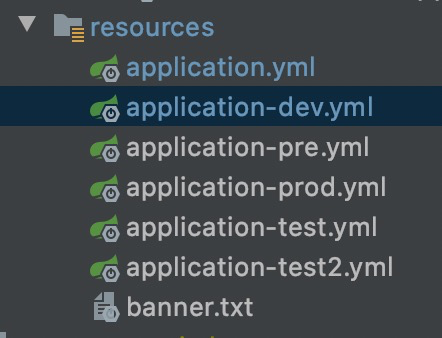 resources
application.yml
application-dev.yml
application-pre.yml
application-prod.yml
application-test.yml
application-test2.yml
banner.txt